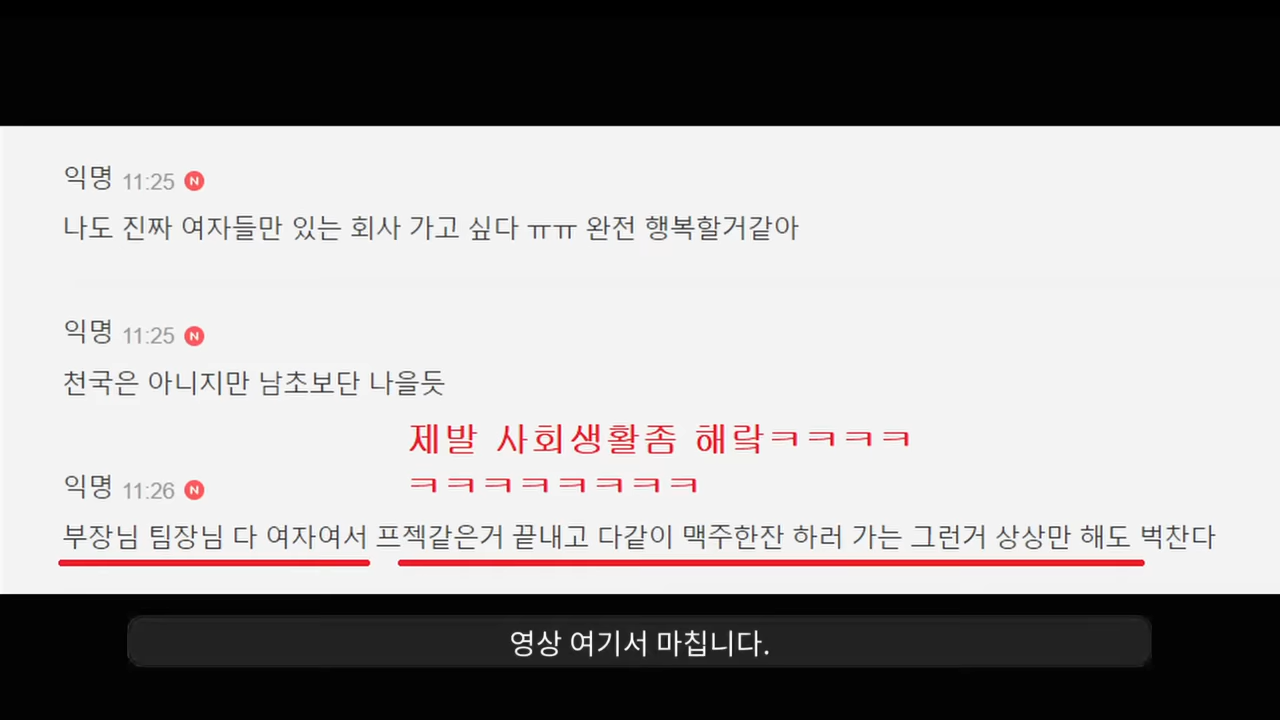 익명 11:25 N
나도 진짜 여자들만 있는 회사 가고 싶다 ㅠㅠ 완전 행복할거같아
익명 11:25 N
천국은 아니지만 남초보단 나을듯
제발 사회생활좀 해랔ㅋㅋㅋㅋ
ㅋㅋㅋㅋㅋㅋㅋㅋ
익명 11:26 N
부장님 팀장님 다 여자여서 프젝같은거 끝내고 다같이 맥주한잔 하러 가는 그런거 상상만 해도 벅찬다
영상 여기서 마칩니다.